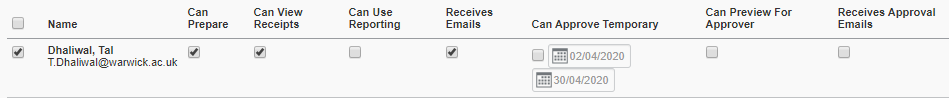 Name
Can Prepare
Can View Receipts
Can Use Reporting
Receives Emails
Can Approve Temporary
Can Preview For Approver
Receives Approval Emails
Dhaliwal, Tal
T.Dhaliwal@warwick.ac.uk
02/04/2020
30/04/2020